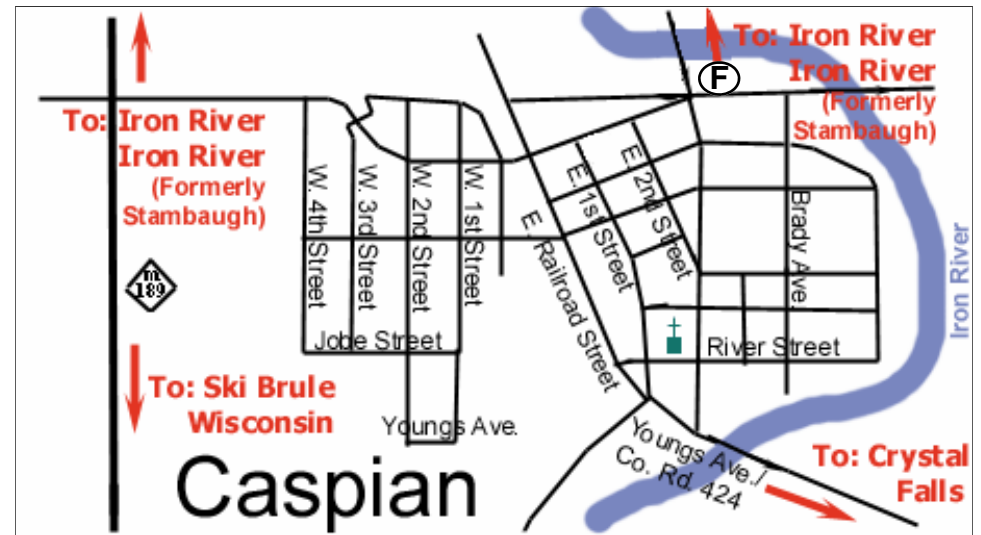 To: Iron River
Iron River
(Formerly
Stambaugh)
F
To: Iron River
Iron River
(Formerly
Stambaugh)
W. 4th Street
W. 3rd Street
W. 2nd Street
W. 1st Street
E. Railroad Street
E. 1st Street
E. 2nd Street
Brady Ave.
Iron River
m
189
Jobe Street
River Street
To: Ski Brule
Wisconsin
Youngs Ave.
Youngs Ave./
Co. Rd. 424
To: Crystal
Falls
Caspian